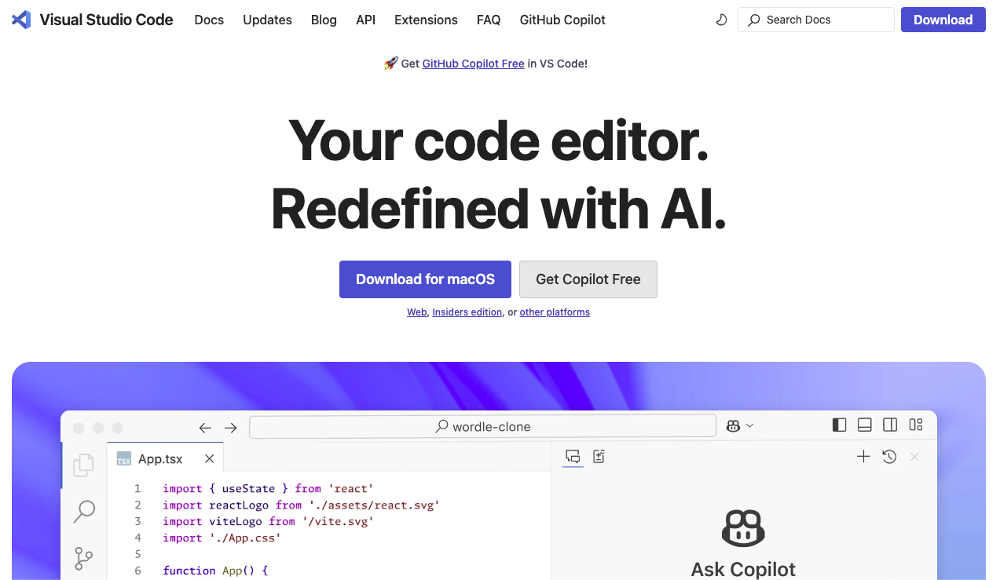 Visual Studio Code Docs Updates Blog API Extensions FAQ GitHub Copilot Search Docs Download
🚀 Get GitHub Copilot Free in VS Code!
Your code editor.
Redefined with AI.
Download for macOS Get Copilot Free
Web, Insiders edition, or other platforms
wordle-clone
TSX App.tsx
1 import { useState } from 'react'
2 import reactLogo from './assets/react.svg'
3 import viteLogo from '/vite.svg'
4 import './App.css'
5
6 function App() {
Ask Copilot